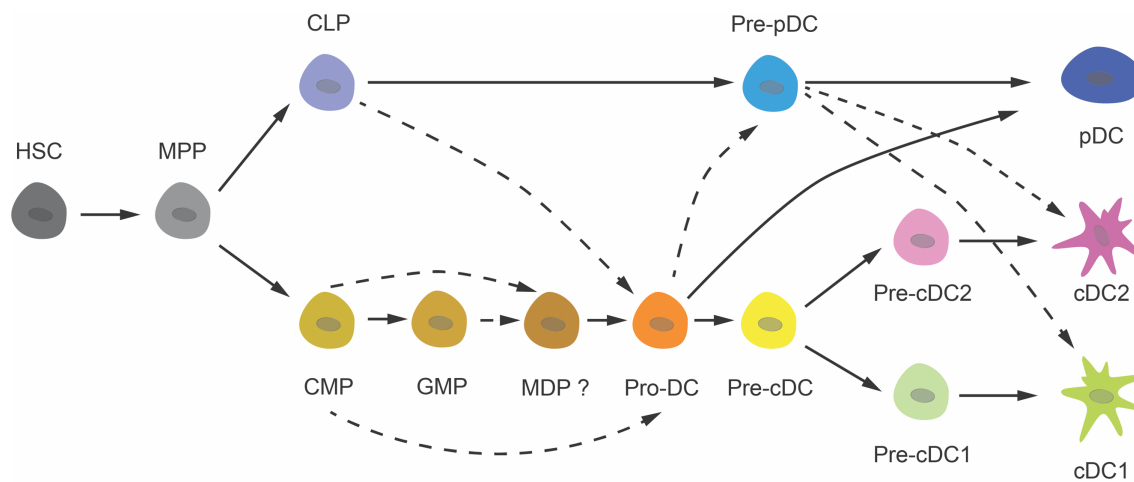 CLP
Pre-pDC
HSC
MPP
pDC
Pre-cDC2
cDC2
CMP
GMP
MDP ?
Pro-DC
Pre-cDC
Pre-cDC1
cDC1